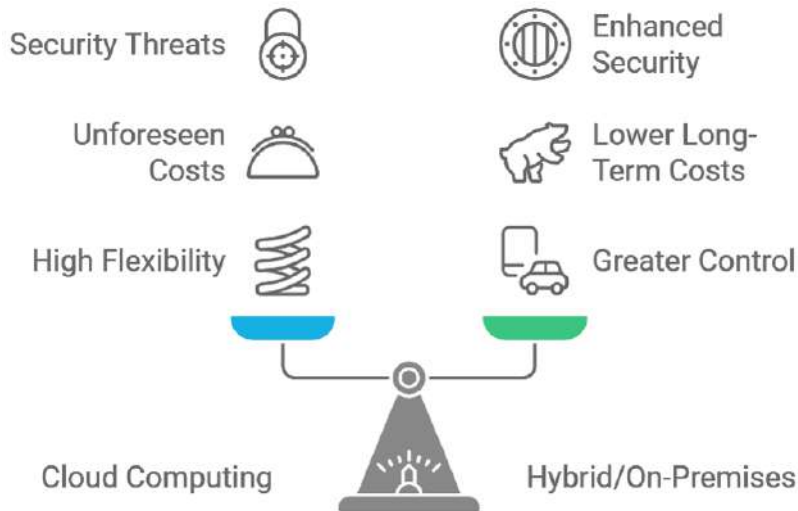 Security Threats
Enhanced
Security
Unforeseen
Costs
Lower Long-
Term Costs
High Flexibility
Greater Control
Cloud Computing
Hybrid/On-Premises